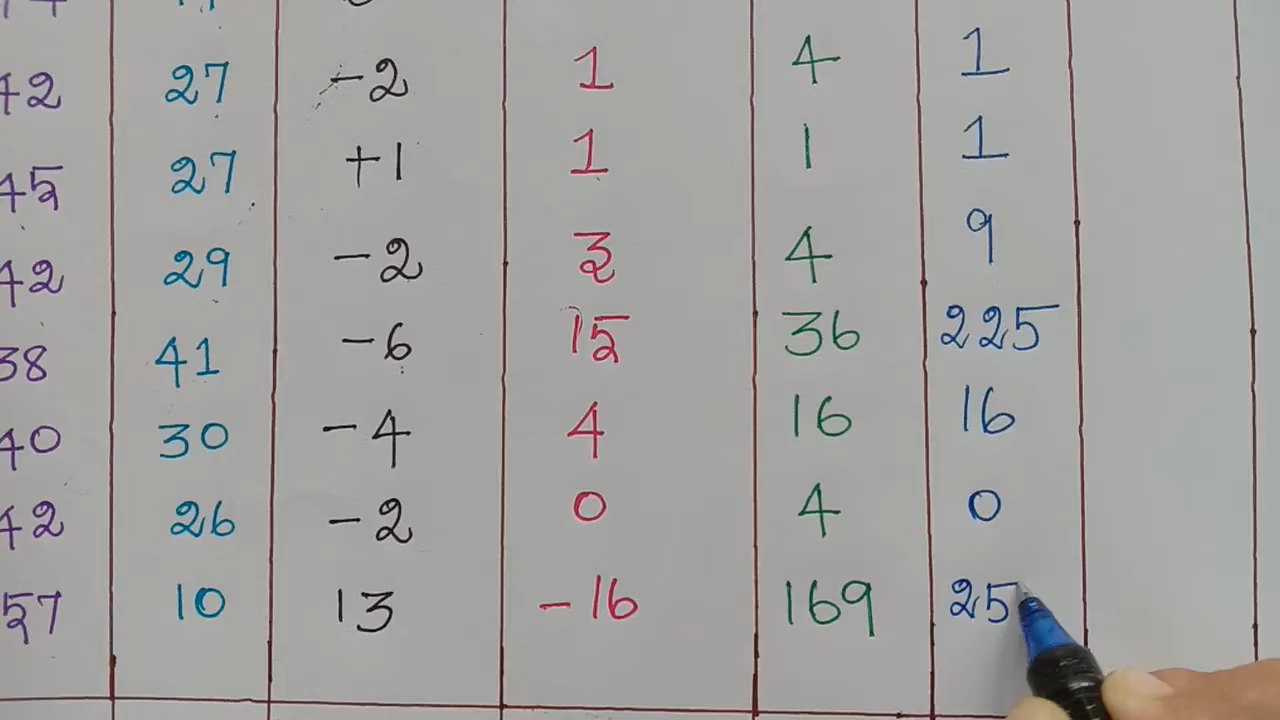 42 27 -2 1 4 1
45 27 +1 1 1 1
42 29 -2 3 4 9
38 41 -6 15 36 225
40 30 -4 4 16 16
42 26 -2 0 4 0
57 10 13 -16 169 25